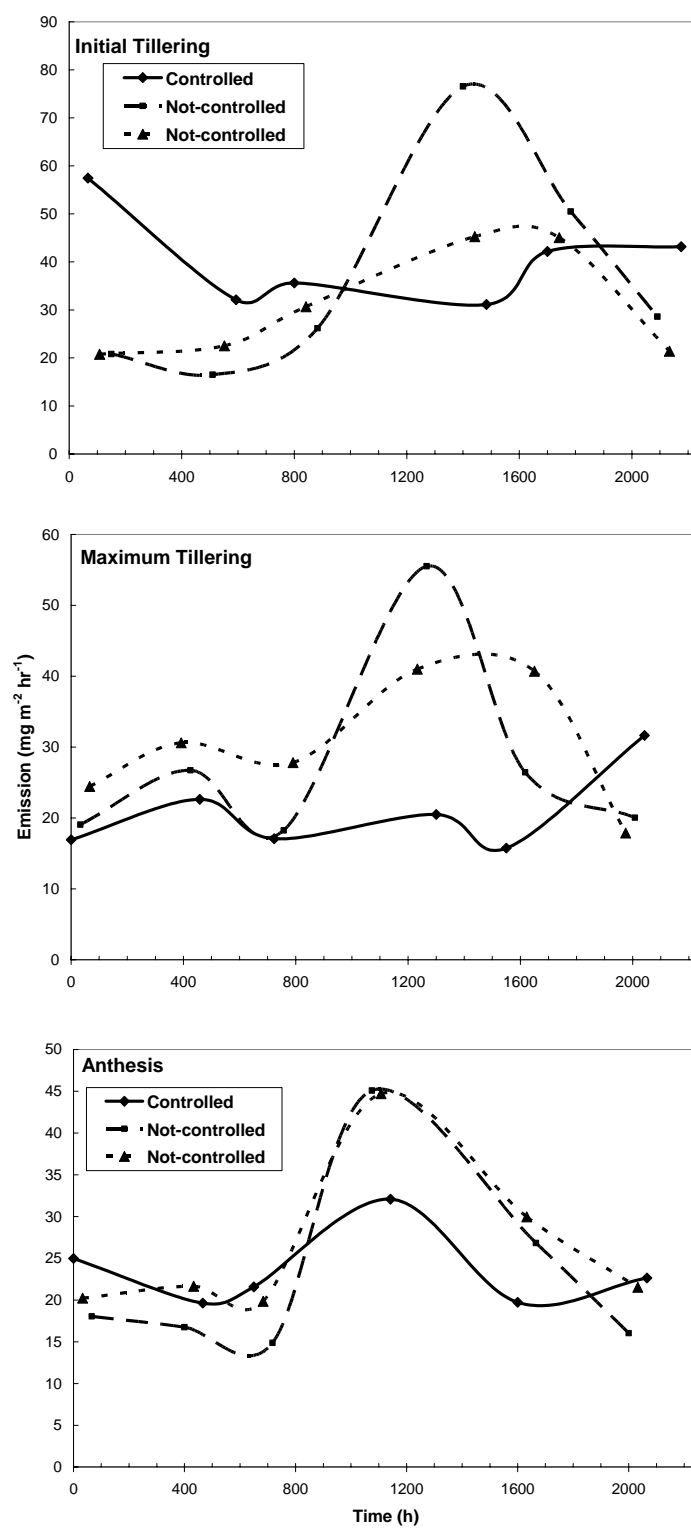 Initial Tillering
Controlled
Not-controlled
Not-controlled
90
80
70
60
50
40
30
20
10
0
0 400 800 1200 1600 2000
Maximum Tillering
60
50
40
30
20
10
0
Emission (mg m-2 hr-1)
0 400 800 1200 1600 2000
Anthesis
Controlled
Not-controlled
Not-controlled
50
45
40
35
30
25
20
15
10
5
0
0 400 800 1200 1600 2000
Time (h)